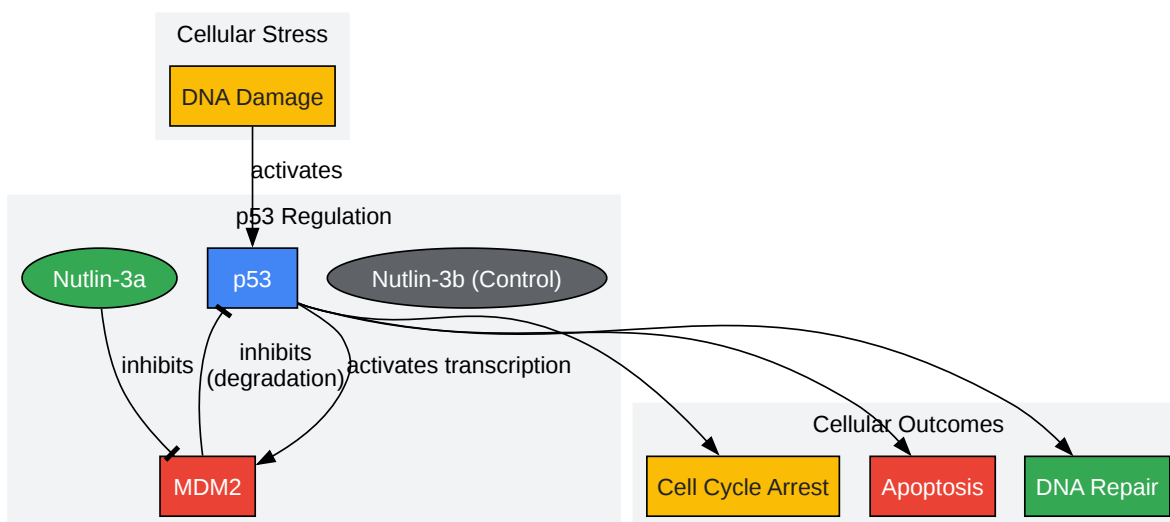 Cellular Stress
DNA Damage
activates
p53 Regulation
Nutlin-3a
p53
Nutlin-3b (Control)
inhibits
inhibits
(degradation)
activates transcription
Cellular Outcomes
MDM2
Cell Cycle Arrest
Apoptosis
DNA Repair